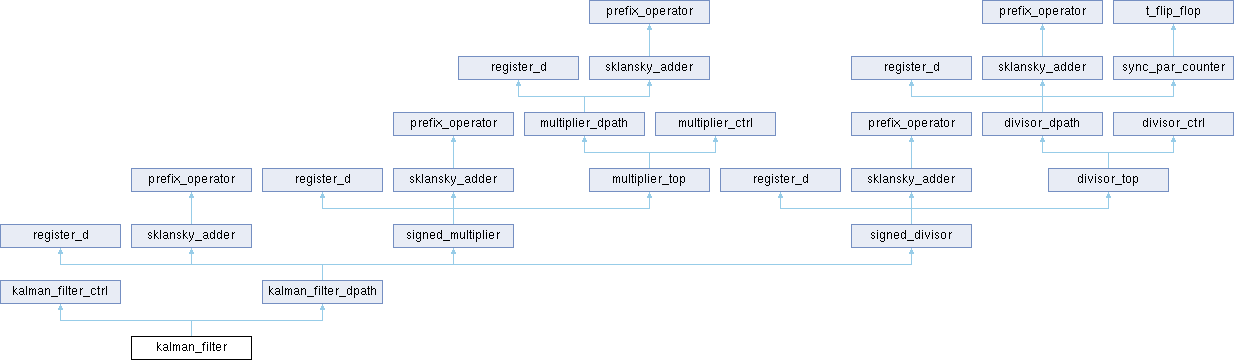 prefix_operator
prefix_operator
t_flip_flop
register_d
sklansky_adder
register_d
sklansky_adder
sync_par_counter
prefix_operator
multiplier_dpath
multiplier_ctrl
prefix_operator
divisor_dpath
divisor_ctrl
prefix_operator
register_d
sklansky_adder
multiplier_top
register_d
sklansky_adder
divisor_top
register_d
sklansky_adder
signed_multiplier
signed_divisor
kalman_filter_ctrl
kalman_filter_dpath
kalman_filter